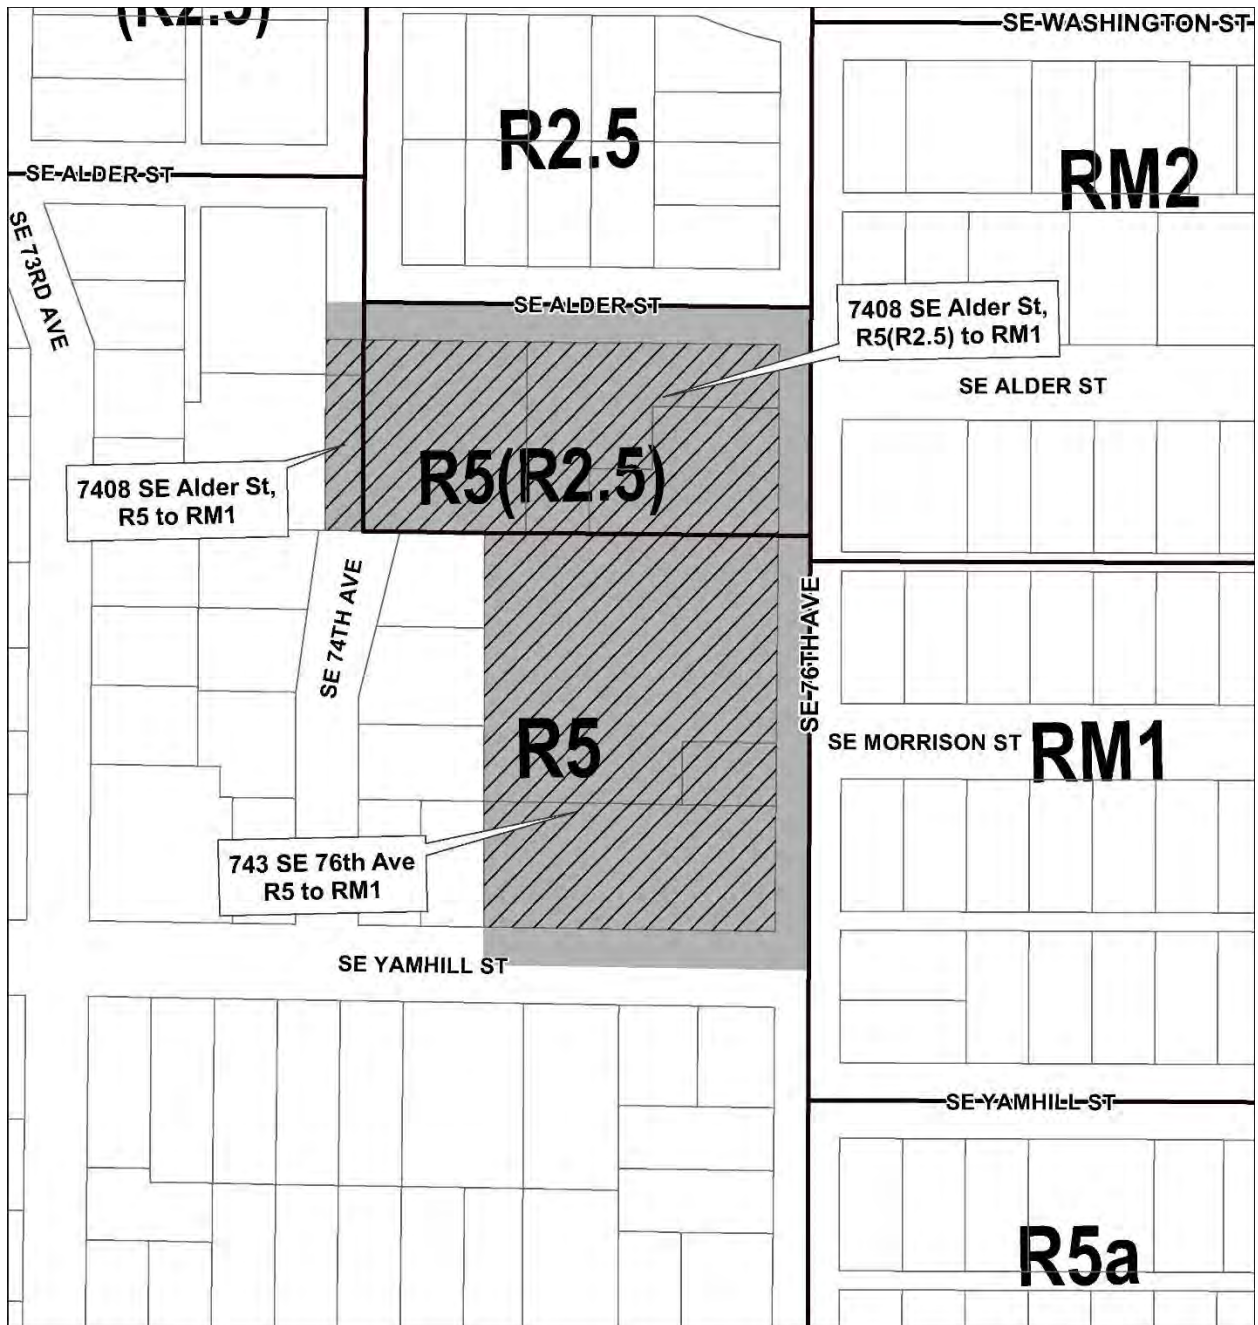 (R2.5)
SE WASHINGTON ST
R2.5
RM2
SE ALDER ST
SE 73RD AVE
SE ALDER ST
7408 SE Alder St,
R5(R2.5) to RM1
SE ALDER ST
R5(R2.5)
7408 SE Alder St,
R5 to RM1
SE 74TH AVE
SE 76TH AVE
R5
SE MORRISON ST
RM1
743 SE 76th Ave
R5 to RM1
SE YAMHILL ST
SE YAMHILL ST
R5a